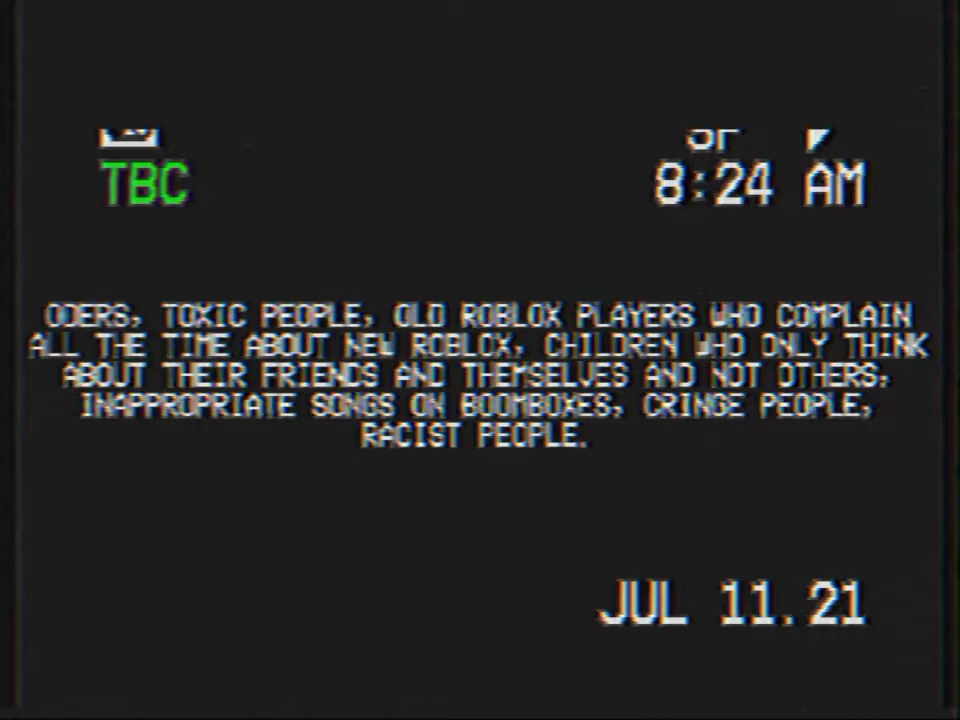 SP
TBC
8:24 AM
ODERS, TOXIC PEOPLE, OLD ROBLOX PLAYERS WHO COMPLAIN
ALL THE TIME ABOUT NEW ROBLOX, CHILDREN WHO ONLY THINK
ABOUT THEIR FRIENDS AND THEMSELVES AND NOT OTHERS,
INAPPROPRIATE SONGS ON BOOMBOXES, CRINGE PEOPLE,
RACIST PEOPLE.
JUL 11.21